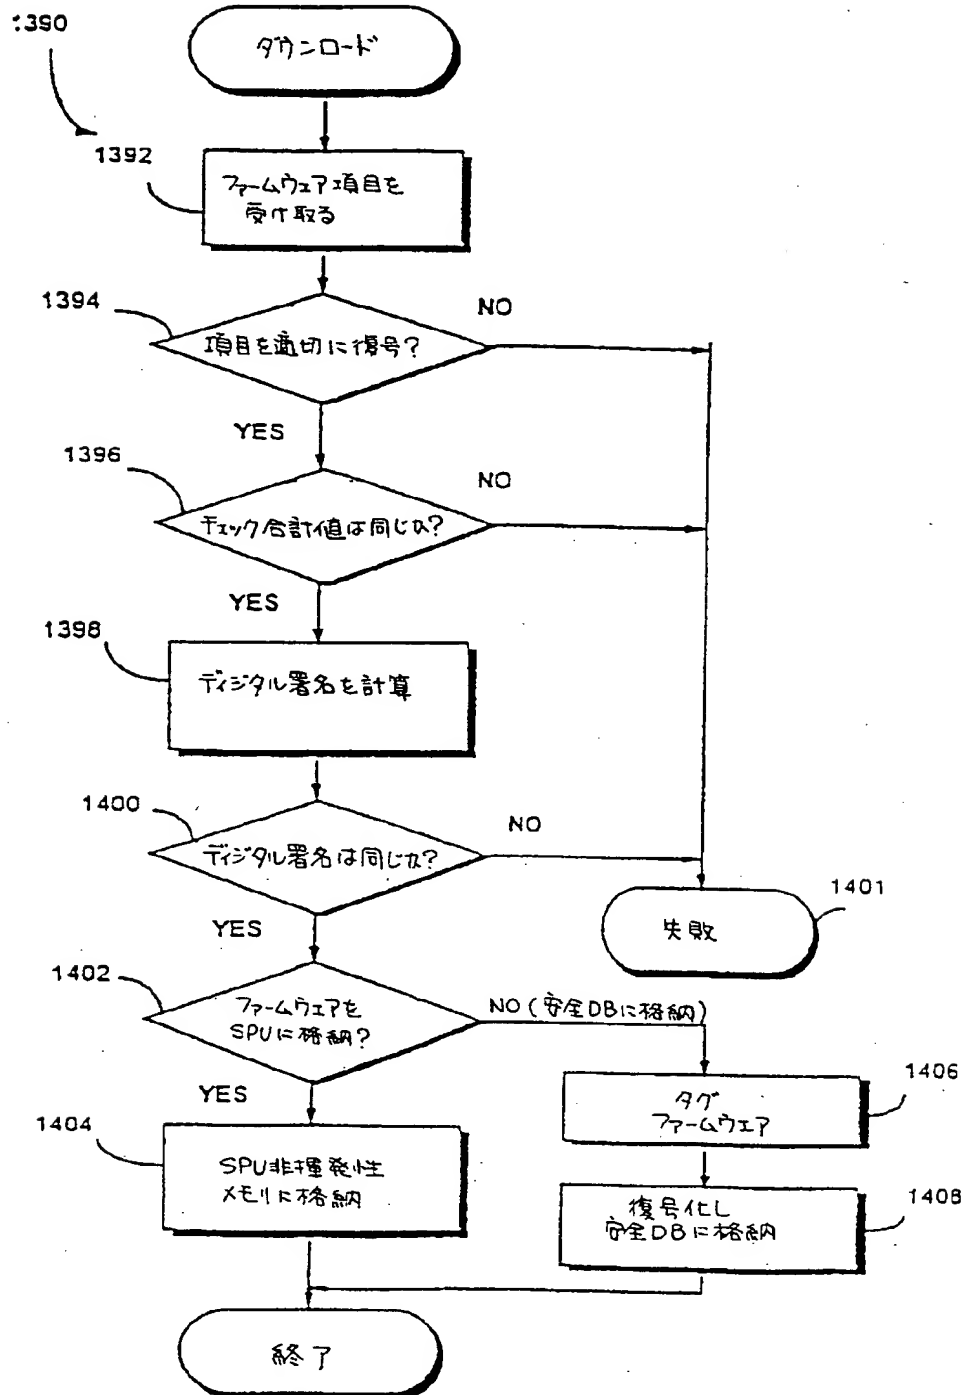 1390
ダウンロード
1392
ファームウェア項目を
受け取る
1394
NO
項目を適切に復号?
YES
1396
NO
チェック合計値は同じか?
YES
1398
ディジタル署名を計算
1400
NO
ディジタル署名は同じか?
YES
1401
失敗
1402
ファームウェアを
SPUに格納?
NO (安全DBに格納)
YES
1404
SPU非揮発性
メモリに格納
1406
タグ
ファームウェア
1408
復号化し
安全DBに格納
終了